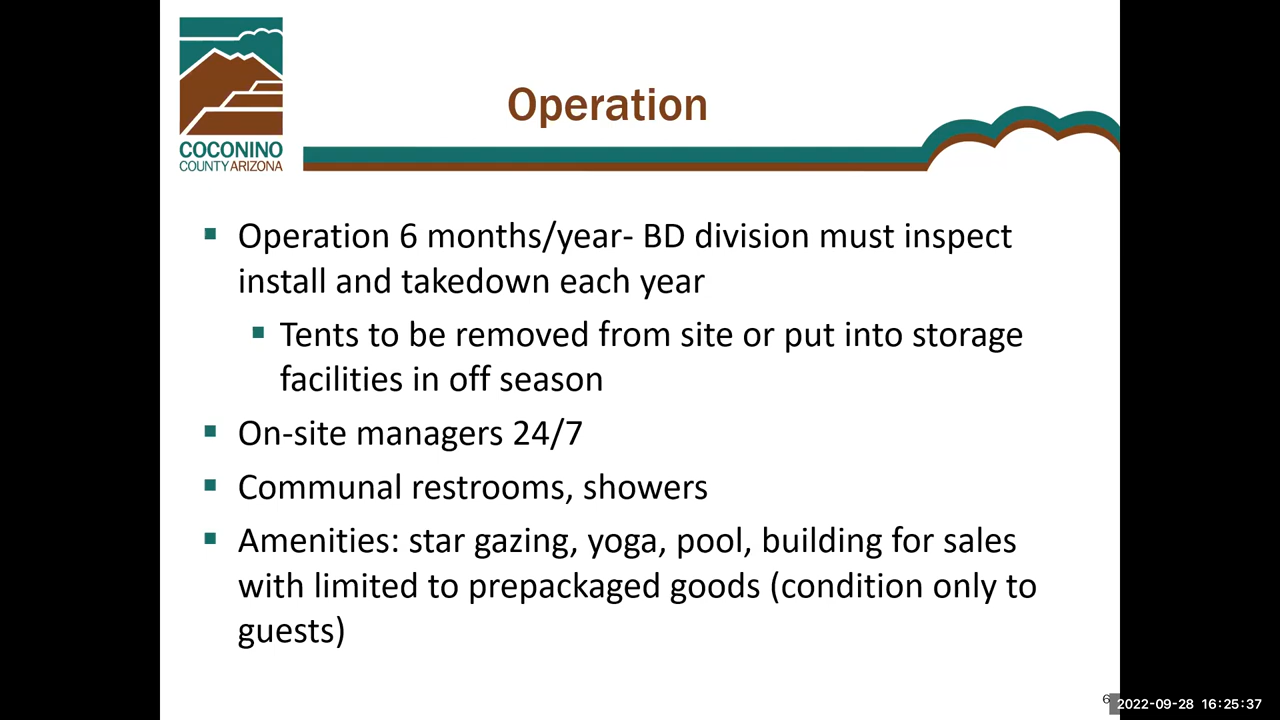 COCONINO
COUNTY ARIZONA
Operation
Operation 6 months/year- BD division must inspect
install and takedown each year
Tents to be removed from site or put into storage
facilities in off season
On-site managers 24/7
Communal restrooms, showers
Amenities: star gazing, yoga, pool, building for sales
with limited to prepackaged goods (condition only to
guests)
6
2022-09-28 16:25:37